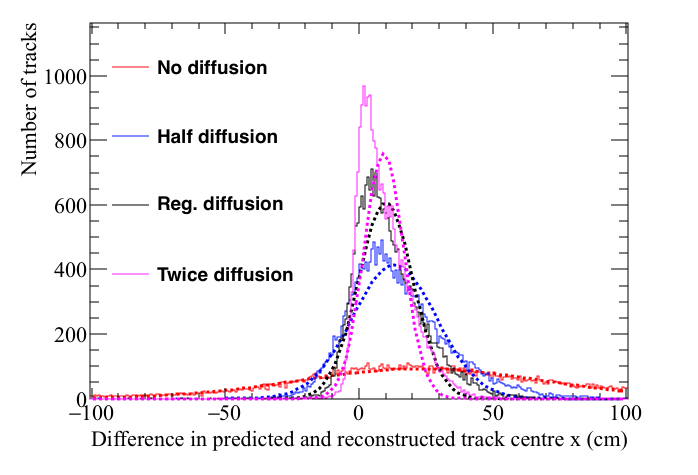 Number of tracks
1000
800
600
400
200
0
No diffusion
Half diffusion
Reg. diffusion
Twice diffusion
−100 −50 0 50 100
Difference in predicted and reconstructed track centre x (cm)